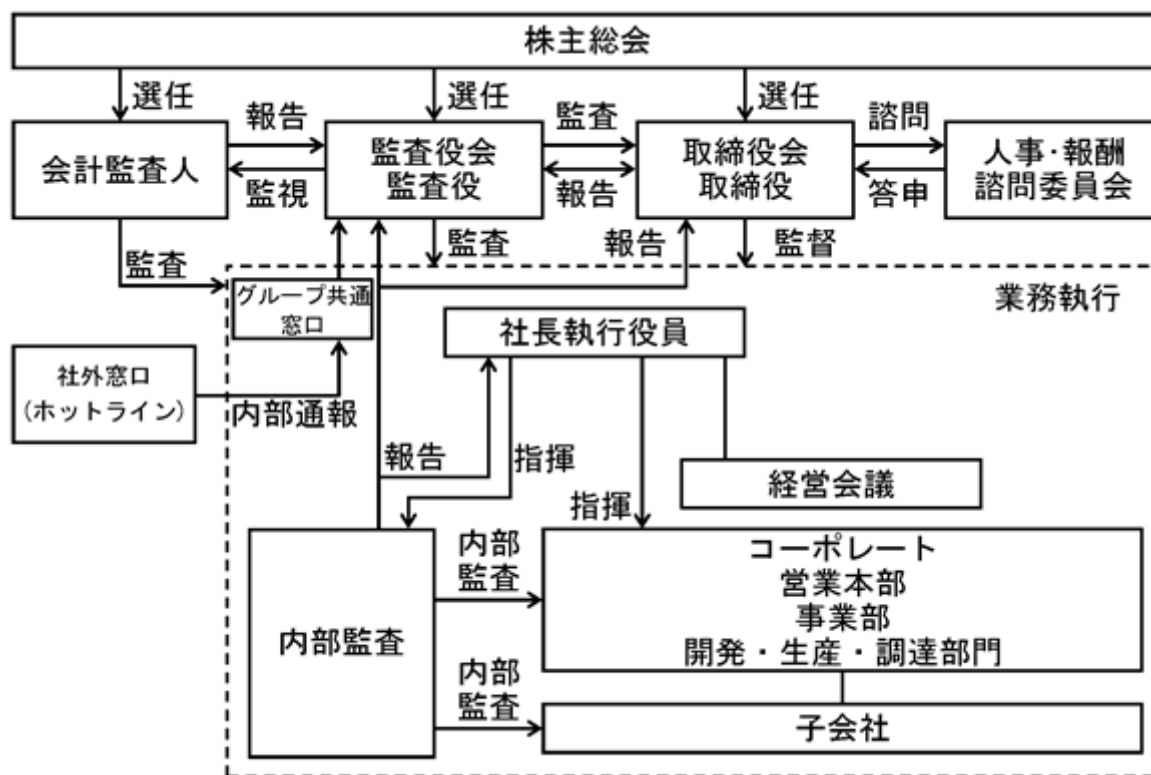 株主総会
選任
選任
選任
報告
監査
諮問
会計監査人
監査役会
監査役
取締役会
取締役
人事･報酬
諮問委員会
監視
報告
答申
監査
監査
報告
監督
グループ共通
窓口
業務執行
社長執行役員
社外窓口
(ホットライン)
内部通報
報告
指揮
経営会議
指揮
内部
監査
コーポレート
営業本部
事業部
開発・生産・調達部門
内部監査
内部
監査
子会社